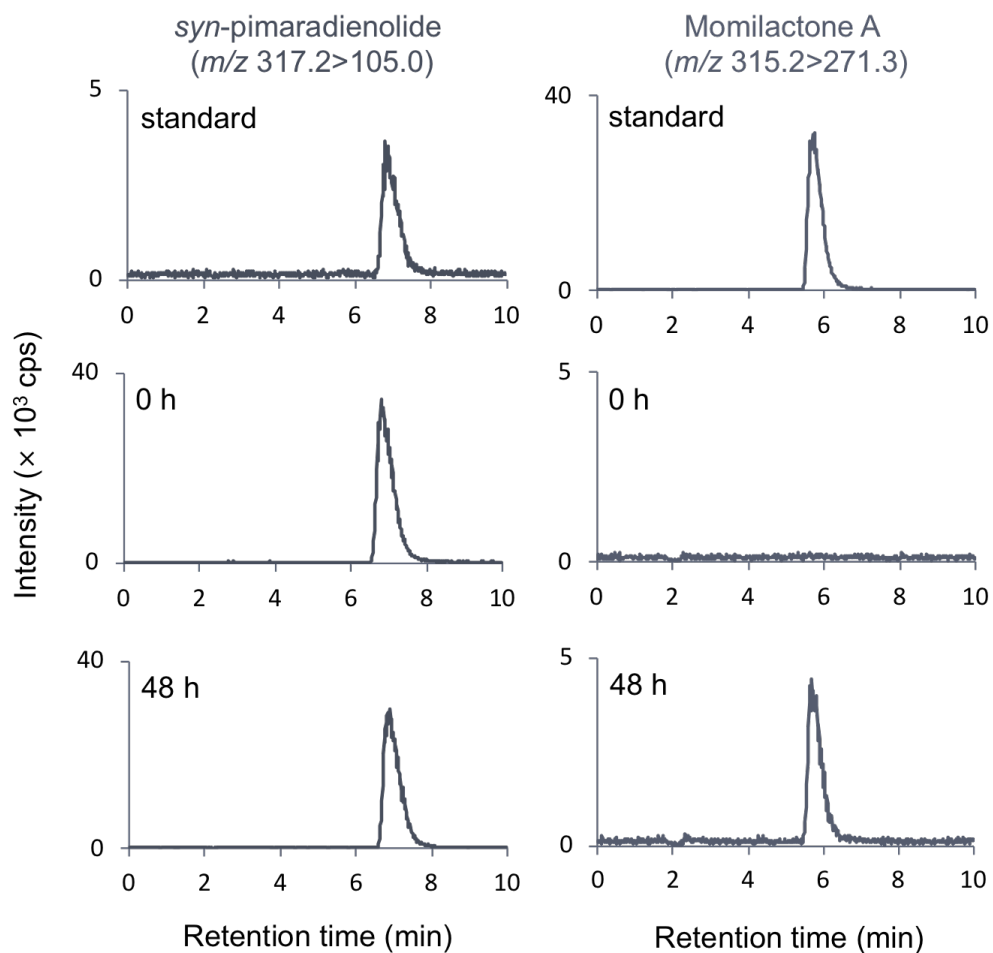 syn-pimaradienolide
(m/z 317.2>105.0)
Momilactone A
(m/z 315.2>271.3)
Intensity (× 10³ cps)
5
standard
0
0 2 4 6 8 10
40
standard
0
0 2 4 6 8 10
40
0 h
0
0 2 4 6 8 10
5
0 h
0
0 2 4 6 8 10
40
48 h
0
0 2 4 6 8 10
Retention time (min)
5
48 h
0
0 2 4 6 8 10
Retention time (min)